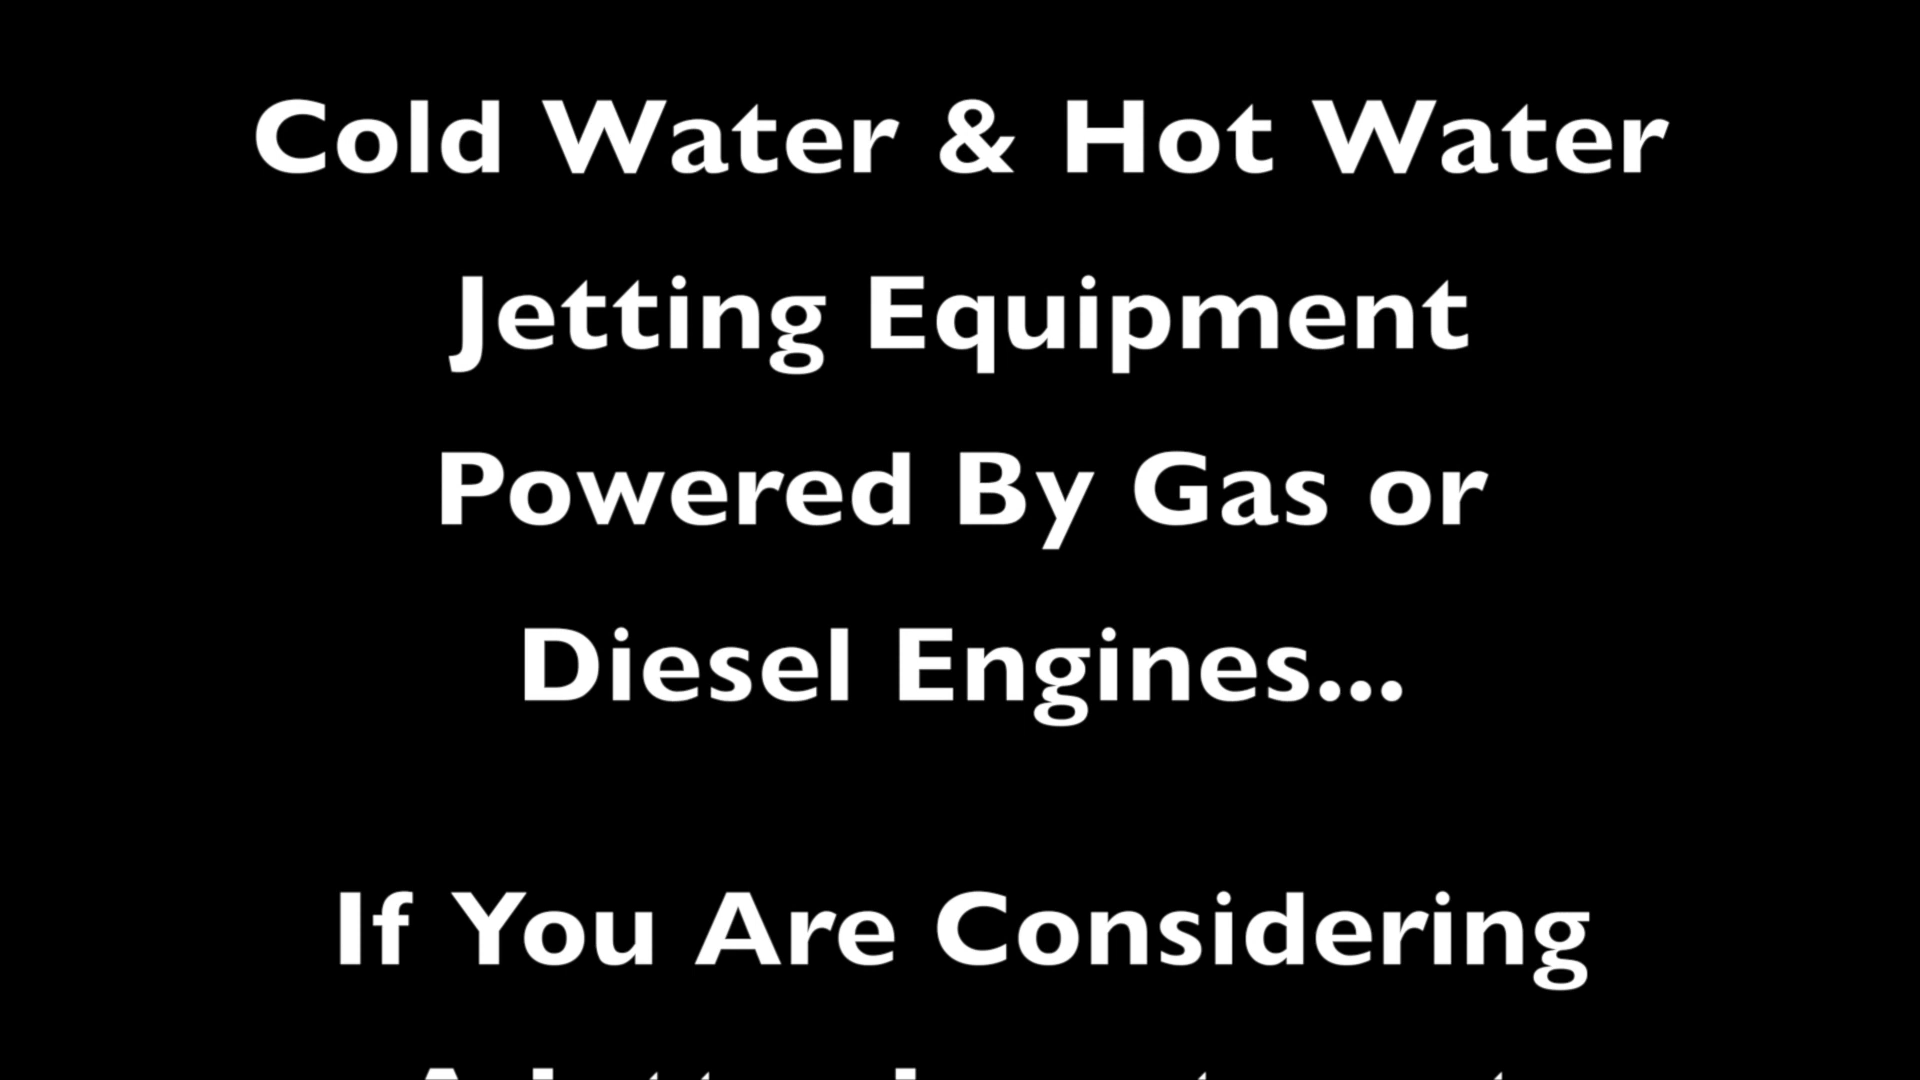 Cold Water & Hot Water
Jetting Equipment
Powered By Gas or
Diesel Engines...
If You Are Considering